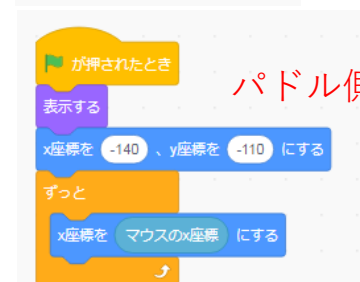 が押されたとき
パドル側
表示する
x座標を -140 、y座標を -110 にする
ずっと
x座標を マウスのx座標 にする